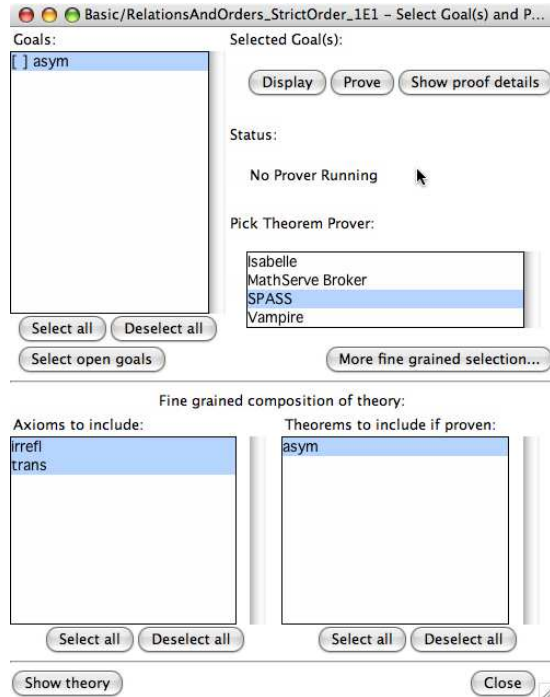 Basic/RelationsAndOrders_StrictOrder_1E1 – Select Goal(s) and P...
Goals:
[ ] asym
Select all
Deselect all
Select open goals
Selected Goal(s):
Display
Prove
Show proof details
Status:
No Prover Running
Pick Theorem Prover:
Isabelle
MathServe Broker
SPASS
Vampire
More fine grained selection...
Fine grained composition of theory:
Axioms to include:
irrefl
trans
Select all
Deselect all
Theorems to include if proven:
asym
Select all
Deselect all
Show theory
Close